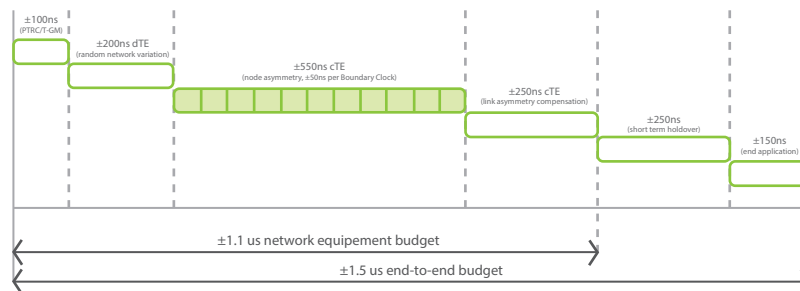 ±100ns
(PTRC/T-GM)
±200ns dTE
(random network variation)
±550ns cTE
(node asymmetry, ±50ns per Boundary Clock)
±250ns cTE
(link asymmetry compensation)
±250ns
(short term holdover)
±150ns
(end application)
±1.1 us network equipement budget
±1.5 us end-to-end budget